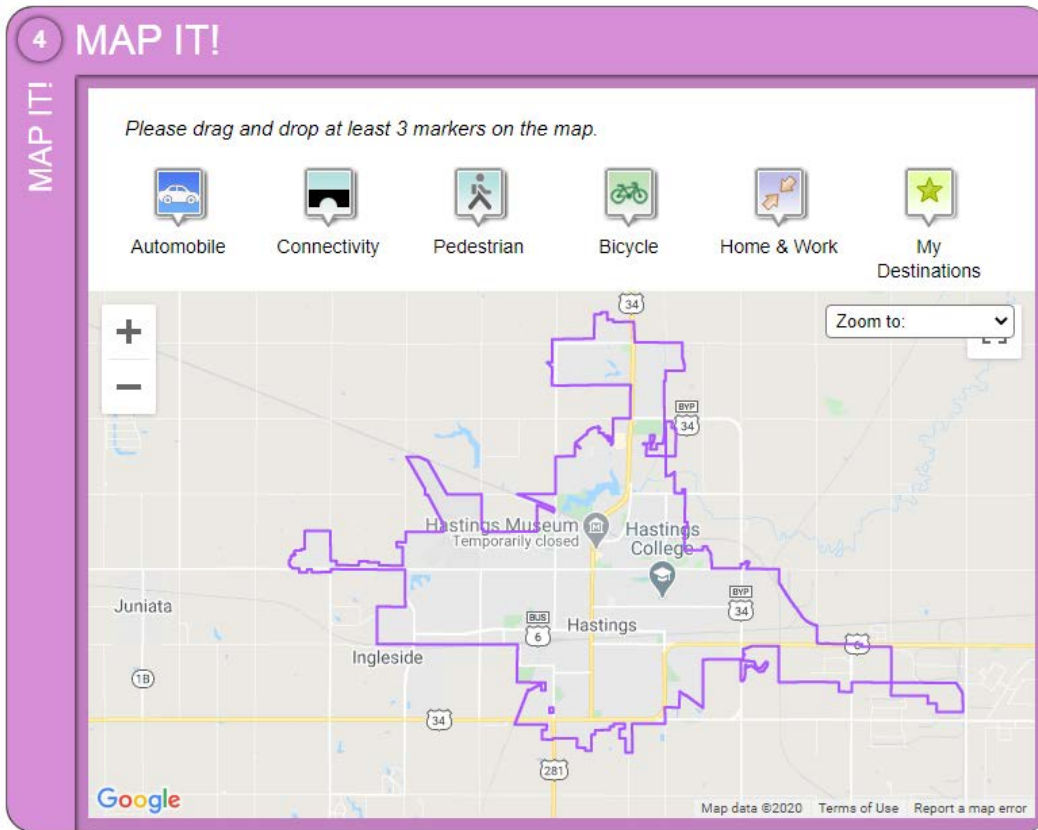 4
MAP IT!
MAP IT!
Please drag and drop at least 3 markers on the map.
Automobile
Connectivity
Pedestrian
Bicycle
Home & Work
My
Destinations
+
−
34
Zoom to:
BYP
34
Hastings Museum
Temporarily closed
Hastings
College
Juniata
BYP
34
BUS
6
Hastings
6
Ingleside
1B
34
281
Google
Map data ©2020
Terms of Use
Report a map error